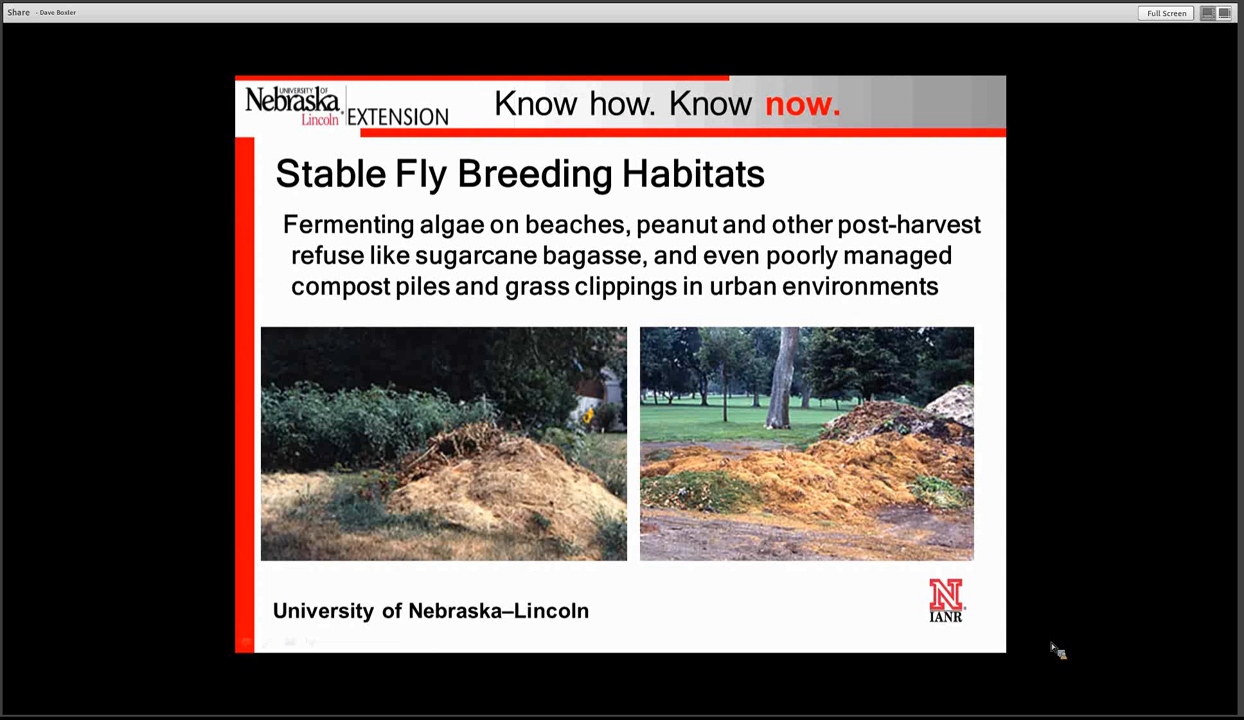 Share - Dave Boxler
Full Screen
UNIVERSITY OF
Nebraska
Lincoln
EXTENSION
Know how. Know now.
Stable Fly Breeding Habitats
Fermenting algae on beaches, peanut and other post-harvest
refuse like sugarcane bagasse, and even poorly managed
compost piles and grass clippings in urban environments
University of Nebraska–Lincoln
N
IANR